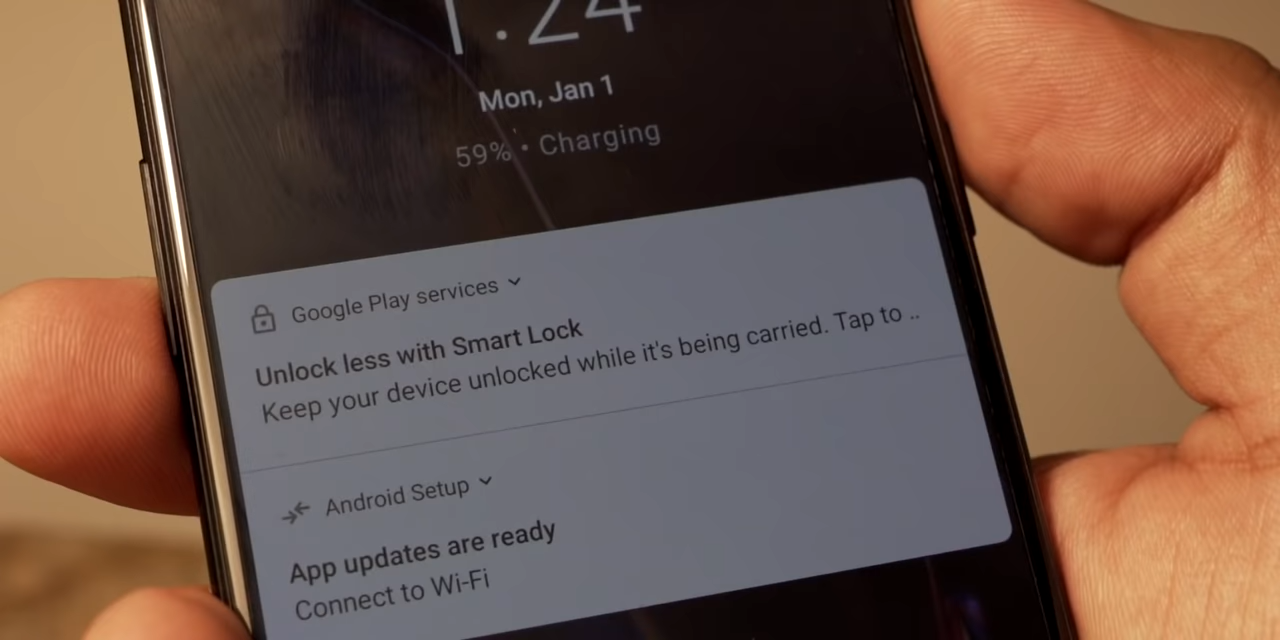 1:24
Mon, Jan 1
59% • Charging
Google Play services
Unlock less with Smart Lock
Keep your device unlocked while it's being carried. Tap to ..
Android Setup
App updates are ready
Connect to Wi-Fi